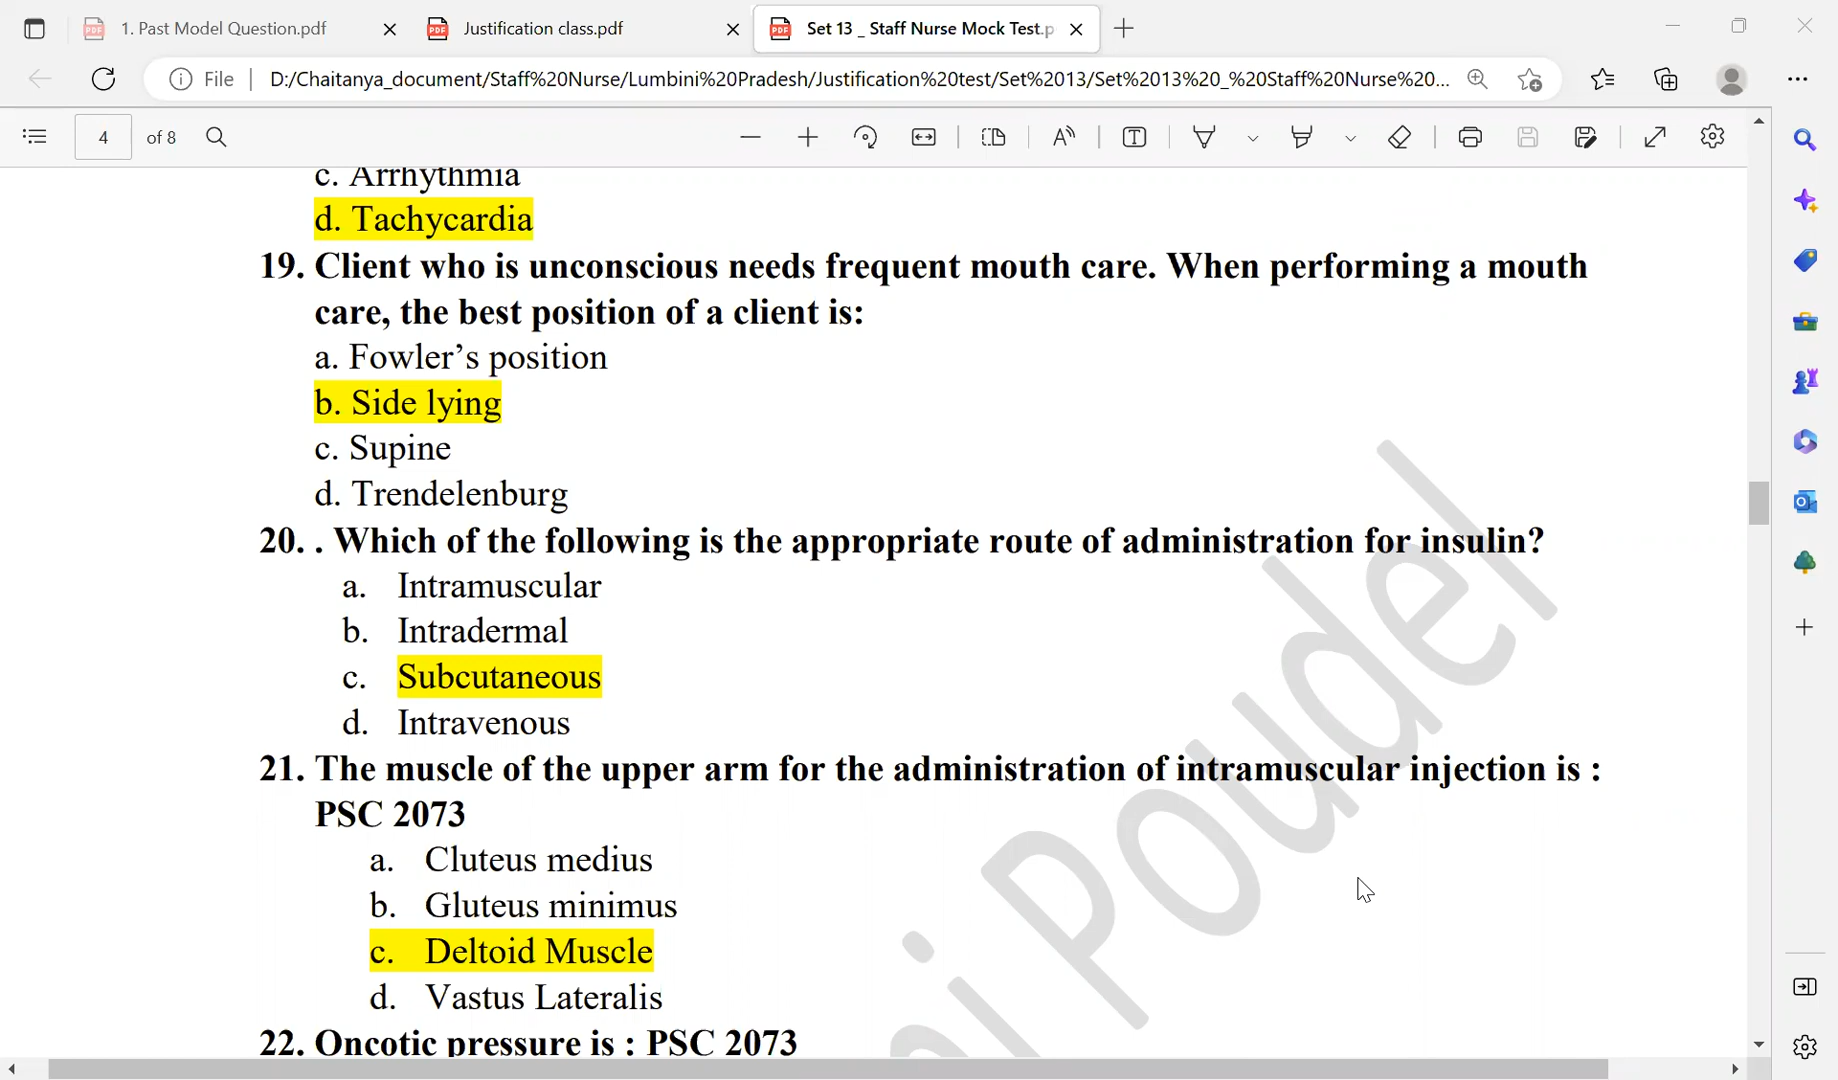 1. Past Model Question.pdf
Justification class.pdf
Set 13 _ Staff Nurse Mock Test.p
File
D:/Chaitanya_document/Staff%20Nurse/Lumbini%20Pradesh/Justification%20test/Set%2013/Set%2013%20_%20Staff%20Nurse%20...
4 of 8
c. Arrhythmia
d. Tachycardia
19. Client who is unconscious needs frequent mouth care. When performing a mouth
care, the best position of a client is:
a. Fowler’s position
b. Side lying
c. Supine
d. Trendelenburg
20. . Which of the following is the appropriate route of administration for insulin?
a. Intramuscular
b. Intradermal
c. Subcutaneous
d. Intravenous
21. The muscle of the upper arm for the administration of intramuscular injection is :
PSC 2073
a. Cluteus medius
b. Gluteus minimus
c. Deltoid Muscle
d. Vastus Lateralis
22. Oncotic pressure is : PSC 2073
ni Poudel